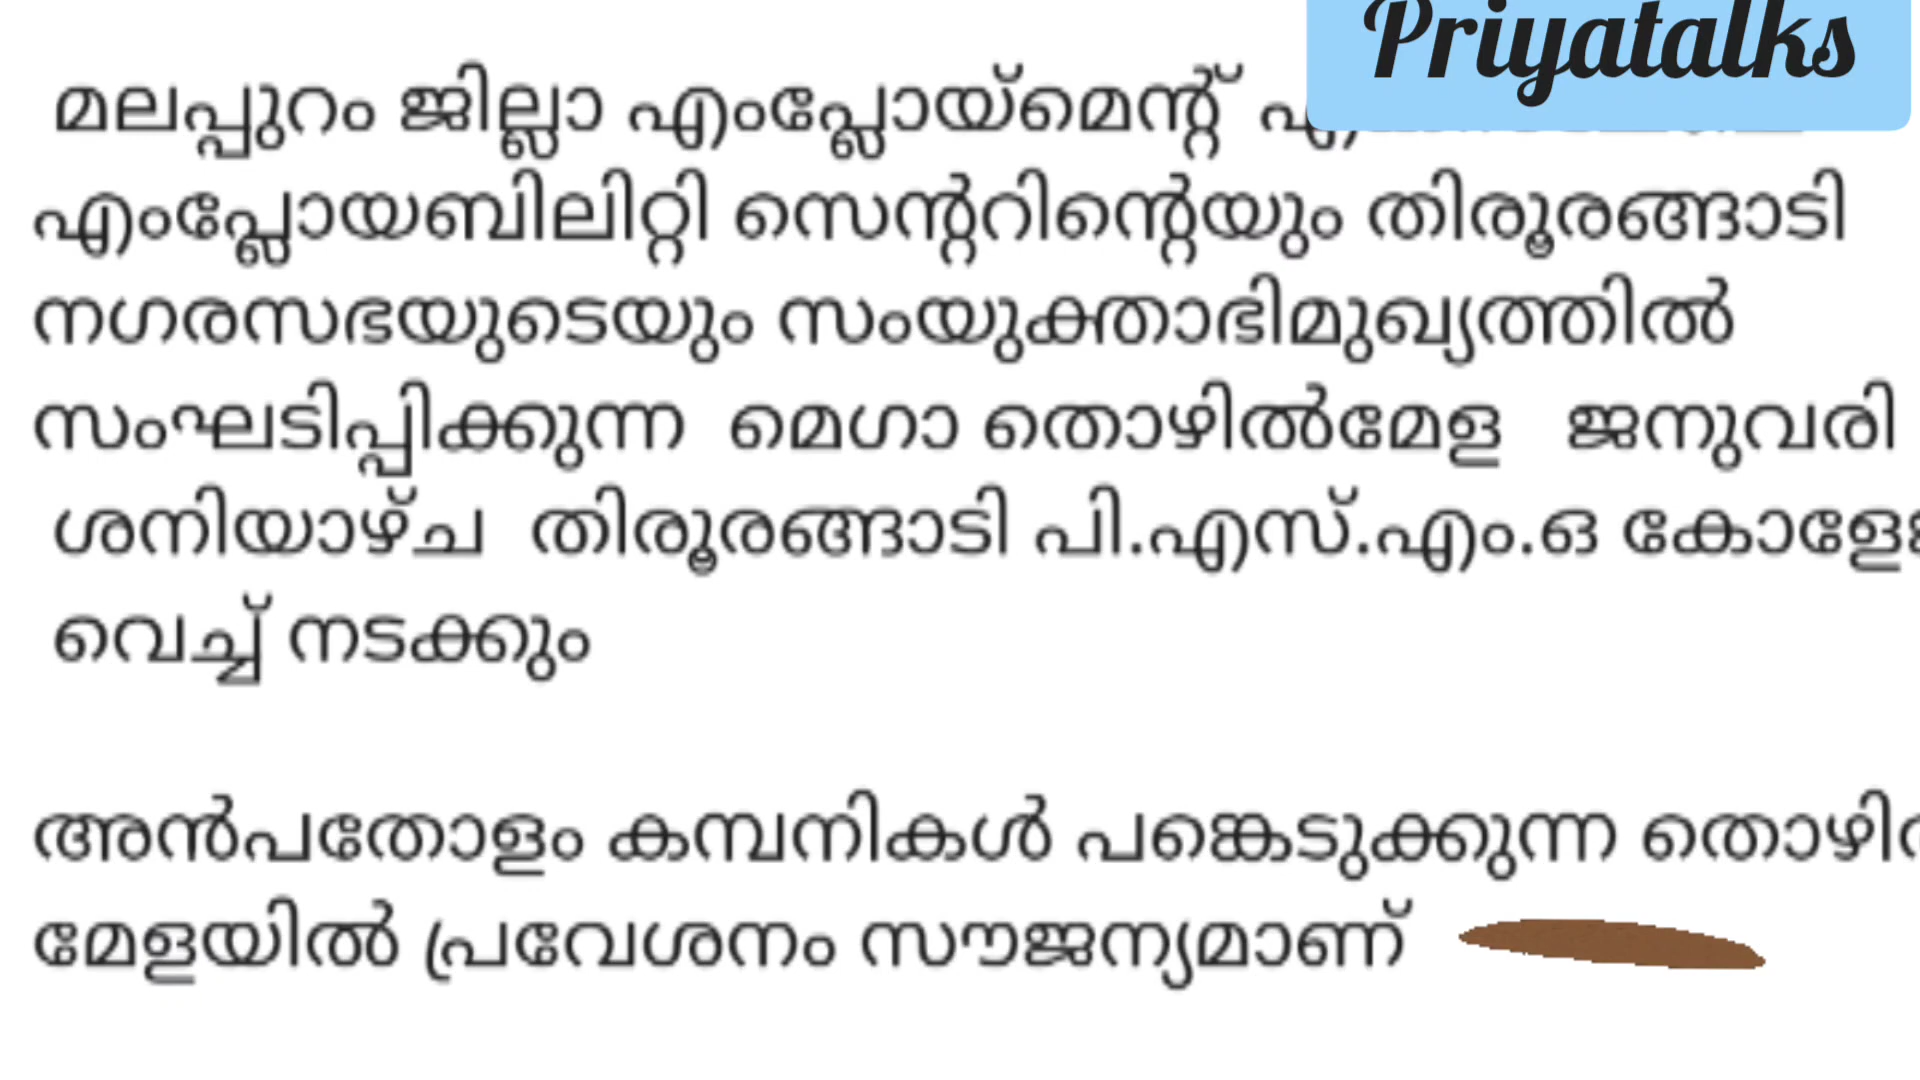 Priyatalks
മലപ്പുറം ജില്ലാ എംപ്ലോയ്മെന്റ്
എംപ്ലോയബിലിറ്റി സെന്ററിന്റെയും തിരൂരങ്ങാടി
നഗരസഭയുടെയും സംയുക്താഭിമുഖ്യത്തിൽ
സംഘടിപ്പിക്കുന്ന മെഗാ തൊഴിൽമേള ജനുവരി
ശനിയാഴ്ച തിരൂരങ്ങാടി പി.എസ്.എം.ഒ
വെച്ച് നടക്കും
അൻപതോളം കമ്പനികൾ പങ്കെടുക്കുന്ന
മേളയിൽ പ്രവേശനം സൗജന്യമാണ്